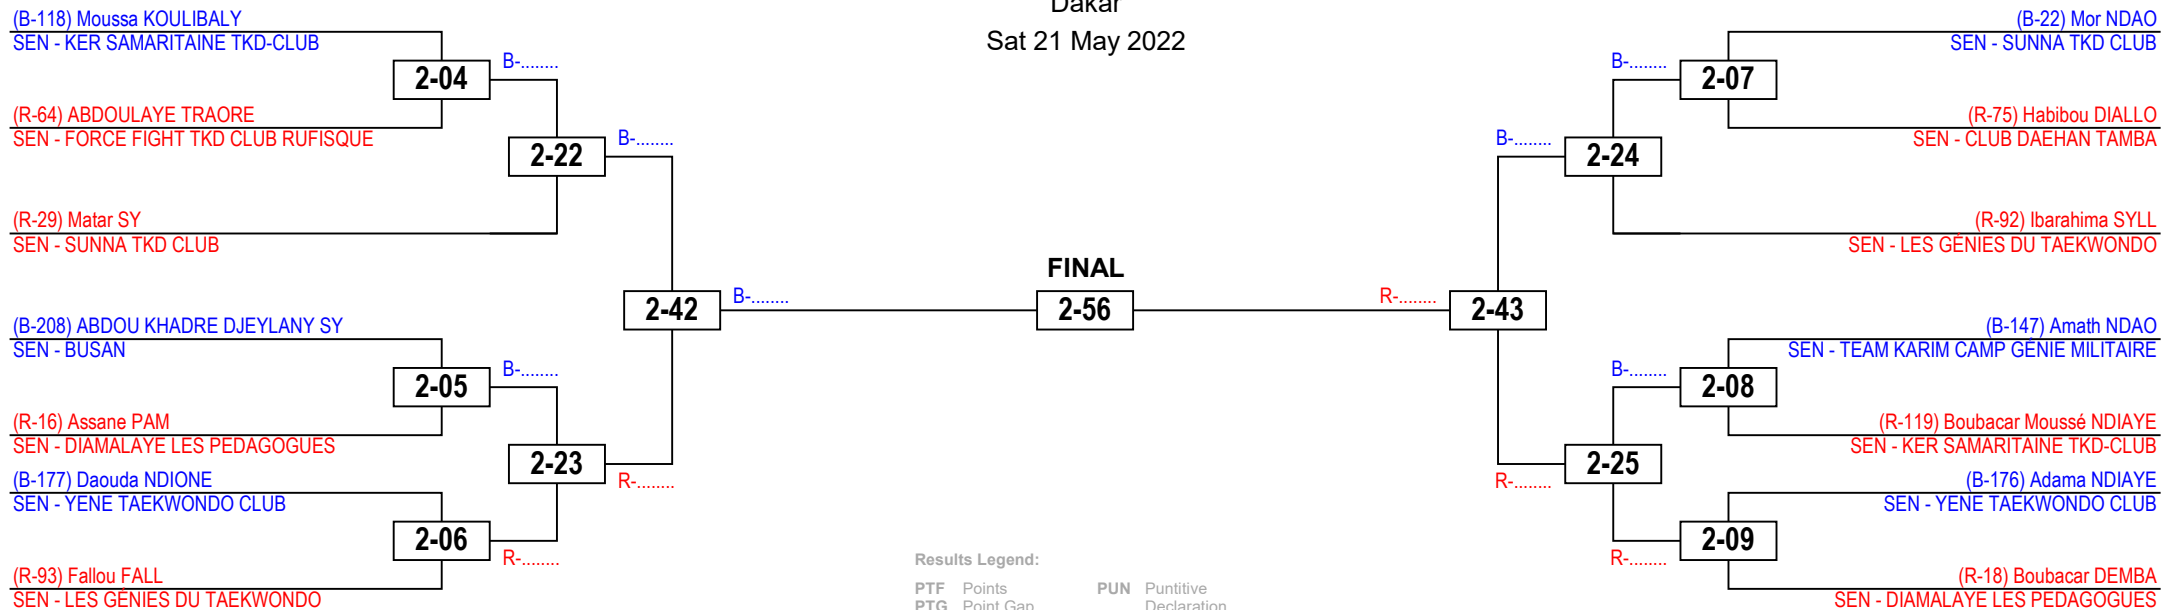 Dakar
Sat 21 May 2022
(B-118) Moussa KOULIBALY
SEN - KER SAMARITAINE TKD-CLUB
2-04
B-........
(R-64) ABDOULAYE TRAORE
SEN - FORCE FIGHT TKD CLUB RUFISQUE
2-22
B-........
(R-29) Matar SY
SEN - SUNNA TKD CLUB
2-42
B-........
(B-208) ABDOU KHADRE DJEYLANY SY
SEN - BUSAN
2-05
B-........
(R-16) Assane PAM
SEN - DIAMALAYE LES PEDAGOGUES
2-23
R-........
(B-177) Daouda NDIONE
SEN - YENE TAEKWONDO CLUB
2-06
R-........
(R-93) Fallou FALL
SEN - LES GÉNIES DU TAEKWONDO
FINAL
2-56
(B-22) Mor NDAO
SEN - SUNNA TKD CLUB
B-........
2-07
(R-75) Habibou DIALLO
SEN - CLUB DAEHAN TAMBA
B-........
2-24
(R-92) Ibarahima SYLL
SEN - LES GÉNIES DU TAEKWONDO
R-........
2-43
(B-147) Amath NDAO
SEN - TEAM KARIM CAMP GÉNIE MILITAIRE
B-........
2-08
(R-119) Boubacar Moussé NDIAYE
SEN - KER SAMARITAINE TKD-CLUB
2-25
R-........
(B-176) Adama NDIAYE
SEN - YENE TAEKWONDO CLUB
2-09
R-........
(R-18) Boubacar DEMBA
SEN - DIAMALAYE LES PEDAGOGUES
Results Legend:
PTF Points
PUN Puntitive
Declaration
PTG Point Gap